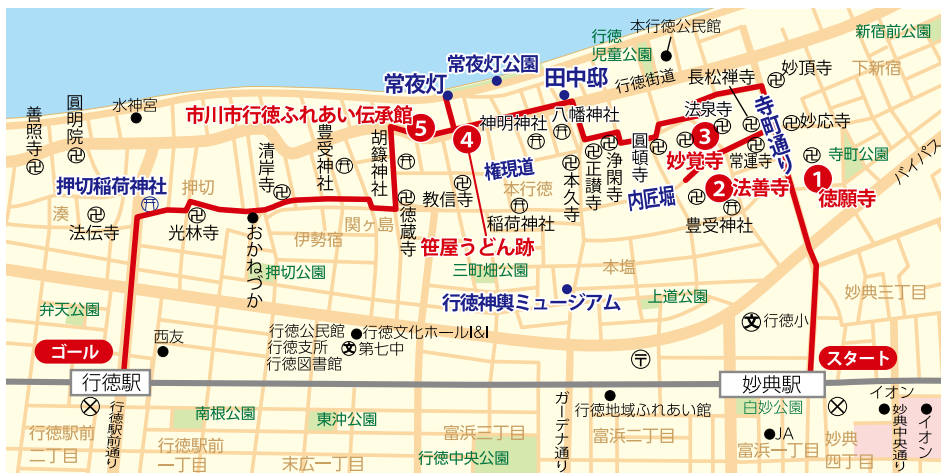 本行徳公民館
行徳
児童公園
新宿前公園
常夜灯公園
常夜灯
田中邸
行徳街道
長松禅寺
妙頂寺
下新宿
水神宮
圓明院
善照寺
市川市行徳ふれあい伝承館
5
4
神明神社
八幡神社
法泉寺
寺町通り
妙応寺
3
妙覚寺
常運寺
寺町公園
バイパス
豊受神社
胡籙神社
清岸寺
権現道
圓頓寺
浄閑寺
正讃寺
本久寺
内匠堀
2
法善寺
1
徳願寺
押切稲荷神社
押切
湊
法伝寺
光林寺
おかねづか
伊勢宿
関ヶ島
徳蔵寺
教信寺
本行徳
稲荷神社
豊受神社
笹屋うどん跡
押切公園
三町畑公園
本塩
行徳神輿ミュージアム
上道公園
妙典三丁目
弁天公園
西友
行徳公民館
行徳支所
行徳図書館
行徳文化ホールI&I
文
第七中
文
行徳小
〒
ゴール
行徳駅
スタート
妙典駅
行徳駅前通り
南根公園
東沖公園
行徳地域ふれあい館
ガーデナ通り
白妙公園
JA
イオン
妙典中央通り
イオン
行徳駅前
二丁目
行徳駅前
一丁目
末広一丁目
富浜三丁目
行徳中央公園
富浜二丁目
富浜一丁目
妙典
四丁目